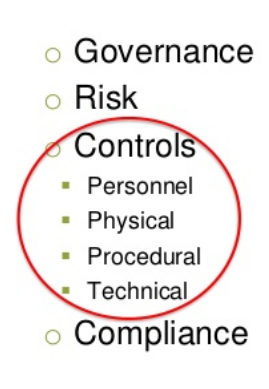 Governance
Risk
Controls
Personnel
Physical
Procedural
Technical
Compliance